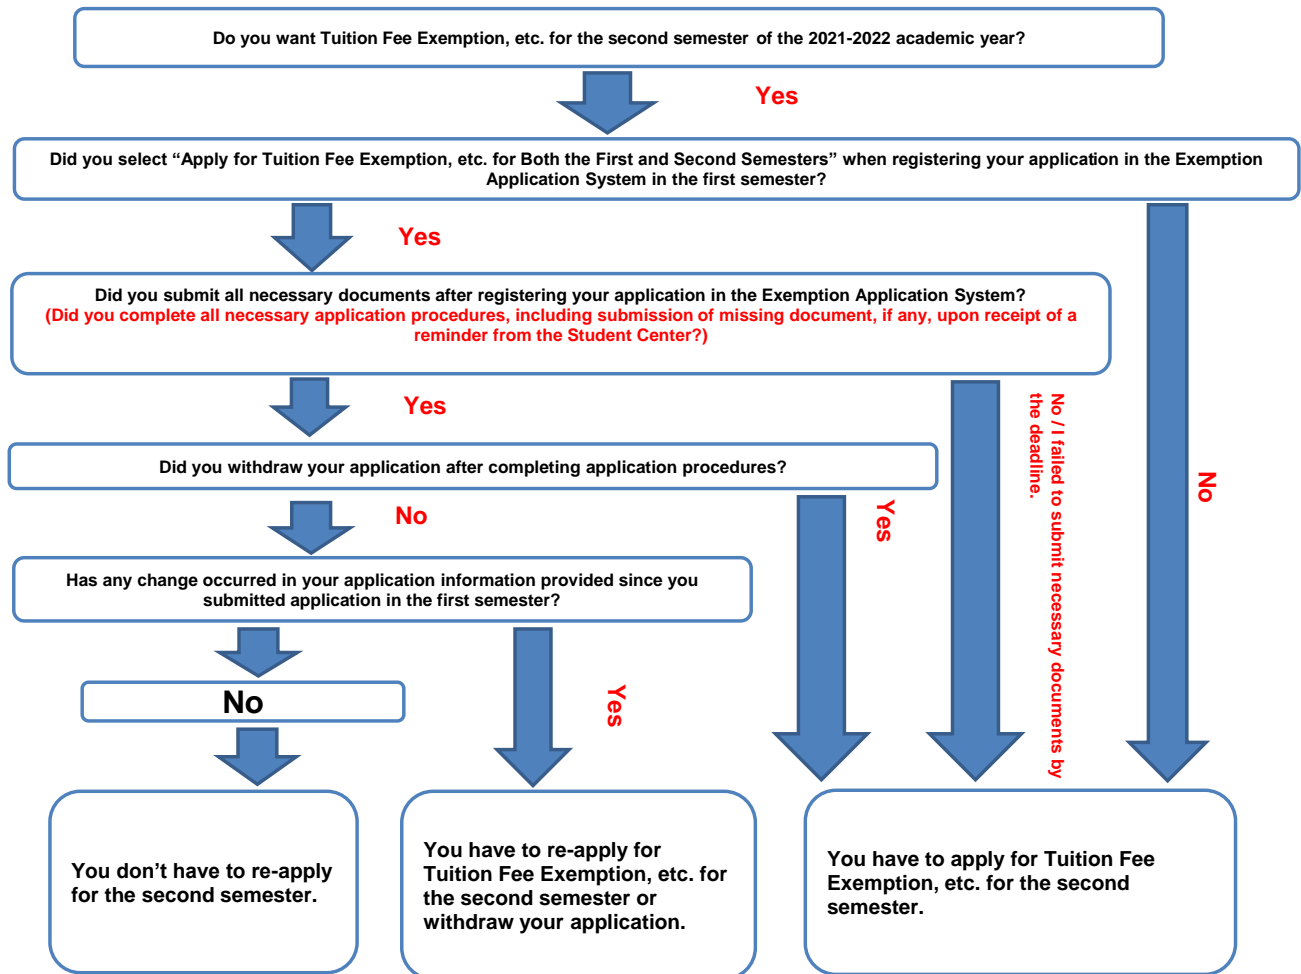 Do you want Tuition Fee Exemption, etc. for the second semester of the 2021-2022 academic year?
Yes
Did you select “Apply for Tuition Fee Exemption, etc. for Both the First and Second Semesters” when registering your application in the Exemption
Application System in the first semester?
Yes
No
Did you submit all necessary documents after registering your application in the Exemption Application System?
(Did you complete all necessary application procedures, including submission of missing document, if any, upon receipt of a
reminder from the Student Center?)
Yes
No / I failed to submit necessary documents by
the deadline.
Did you withdraw your application after completing application procedures?
No
Yes
Has any change occurred in your application information provided since you
submitted application in the first semester?
No
Yes
You don’t have to re-apply
for the second semester.
You have to re-apply for
Tuition Fee Exemption, etc. for
the second semester or
withdraw your application.
You have to apply for Tuition Fee
Exemption, etc. for the second
semester.